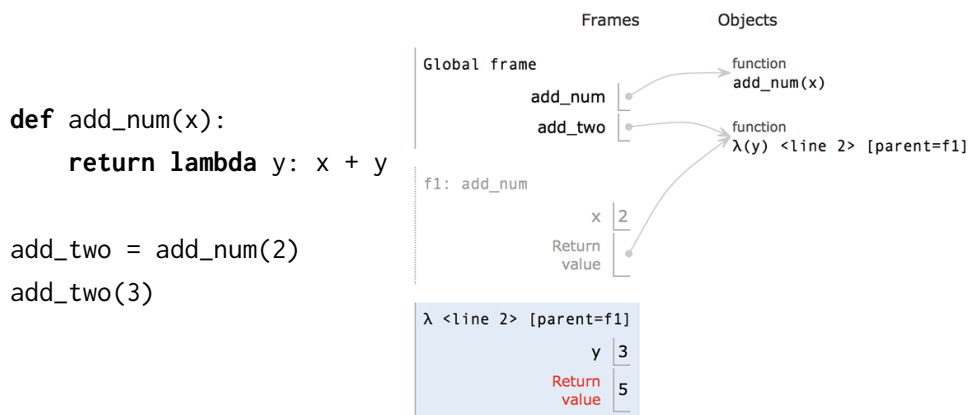 def add_num(x):
return lambda y: x + y
add_two = add_num(2)
add_two(3)
Frames
Objects
Global frame
add_num
add_two
function
add_num(x)
function
λ(y) <line 2> [parent=f1]
f1: add_num
x 2
Return
value
λ <line 2> [parent=f1]
y 3
Return
value
5